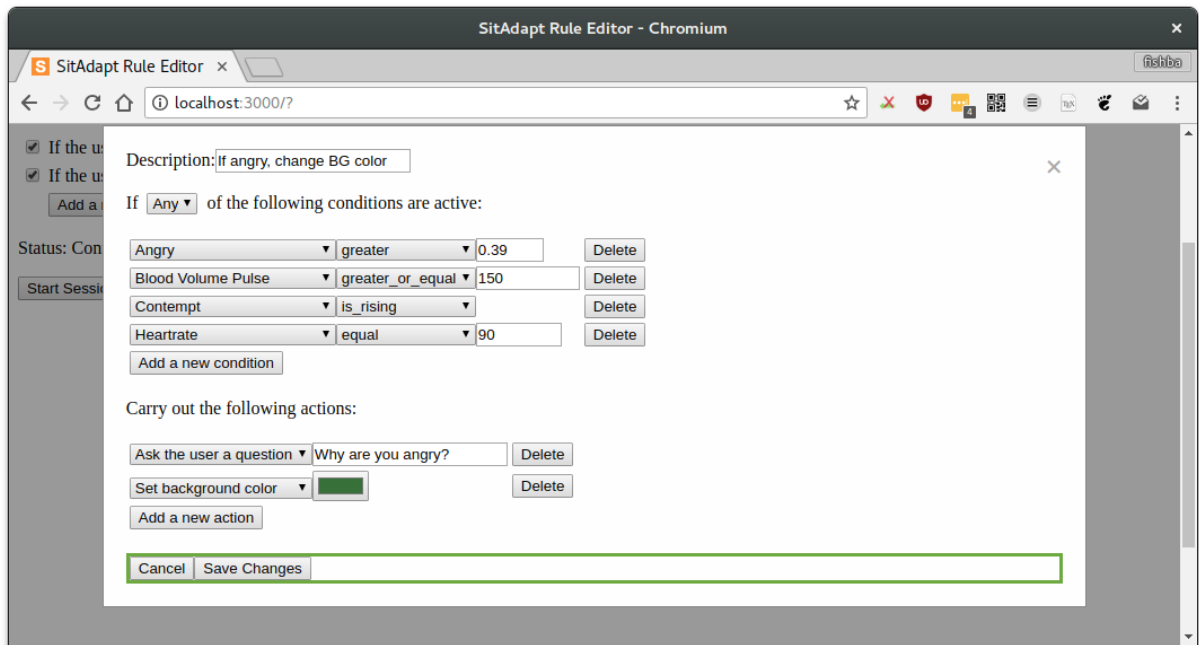 SitAdapt Rule Editor - Chromium
SitAdapt Rule Editor
fishba
localhost:3000/?
4
If the u
If the u
Add a
Status: Con
Start Sessi
Description: If angry, change BG color
If Any of the following conditions are active:
Angry greater 0.39 Delete
Blood Volume Pulse greater_or_equal 150 Delete
Contempt is_rising Delete
Heartrate equal 90 Delete
Add a new condition
Carry out the following actions:
Ask the user a question Why are you angry? Delete
Set background color Delete
Add a new action
Cancel Save Changes